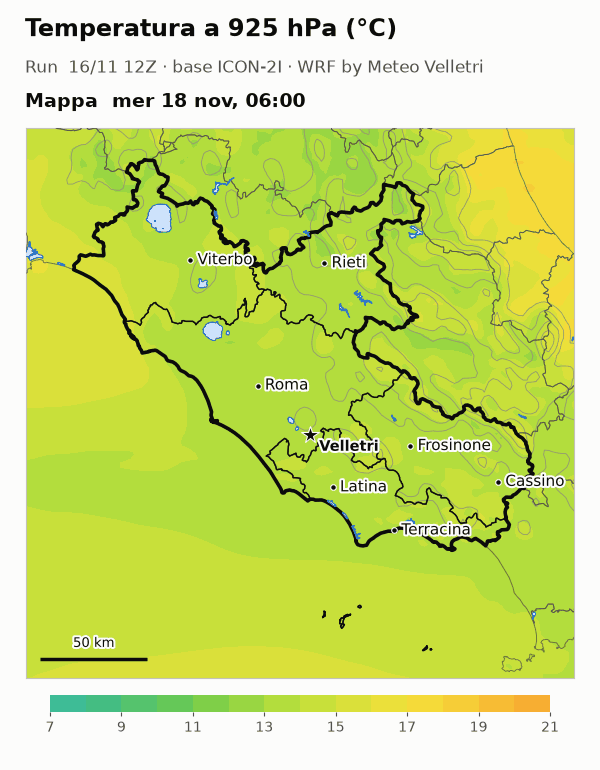 Temperatura a 925 hPa (°C)
Run  16/11 12Z · base ICON-2I · WRF by Meteo Velletri
Mappa  mer 18 nov, 06:00
Viterbo
Rieti
Roma
Velletri
Frosinone
Cassino
Latina
Terracina
50 km
7 9 11 13 15 17 19 21